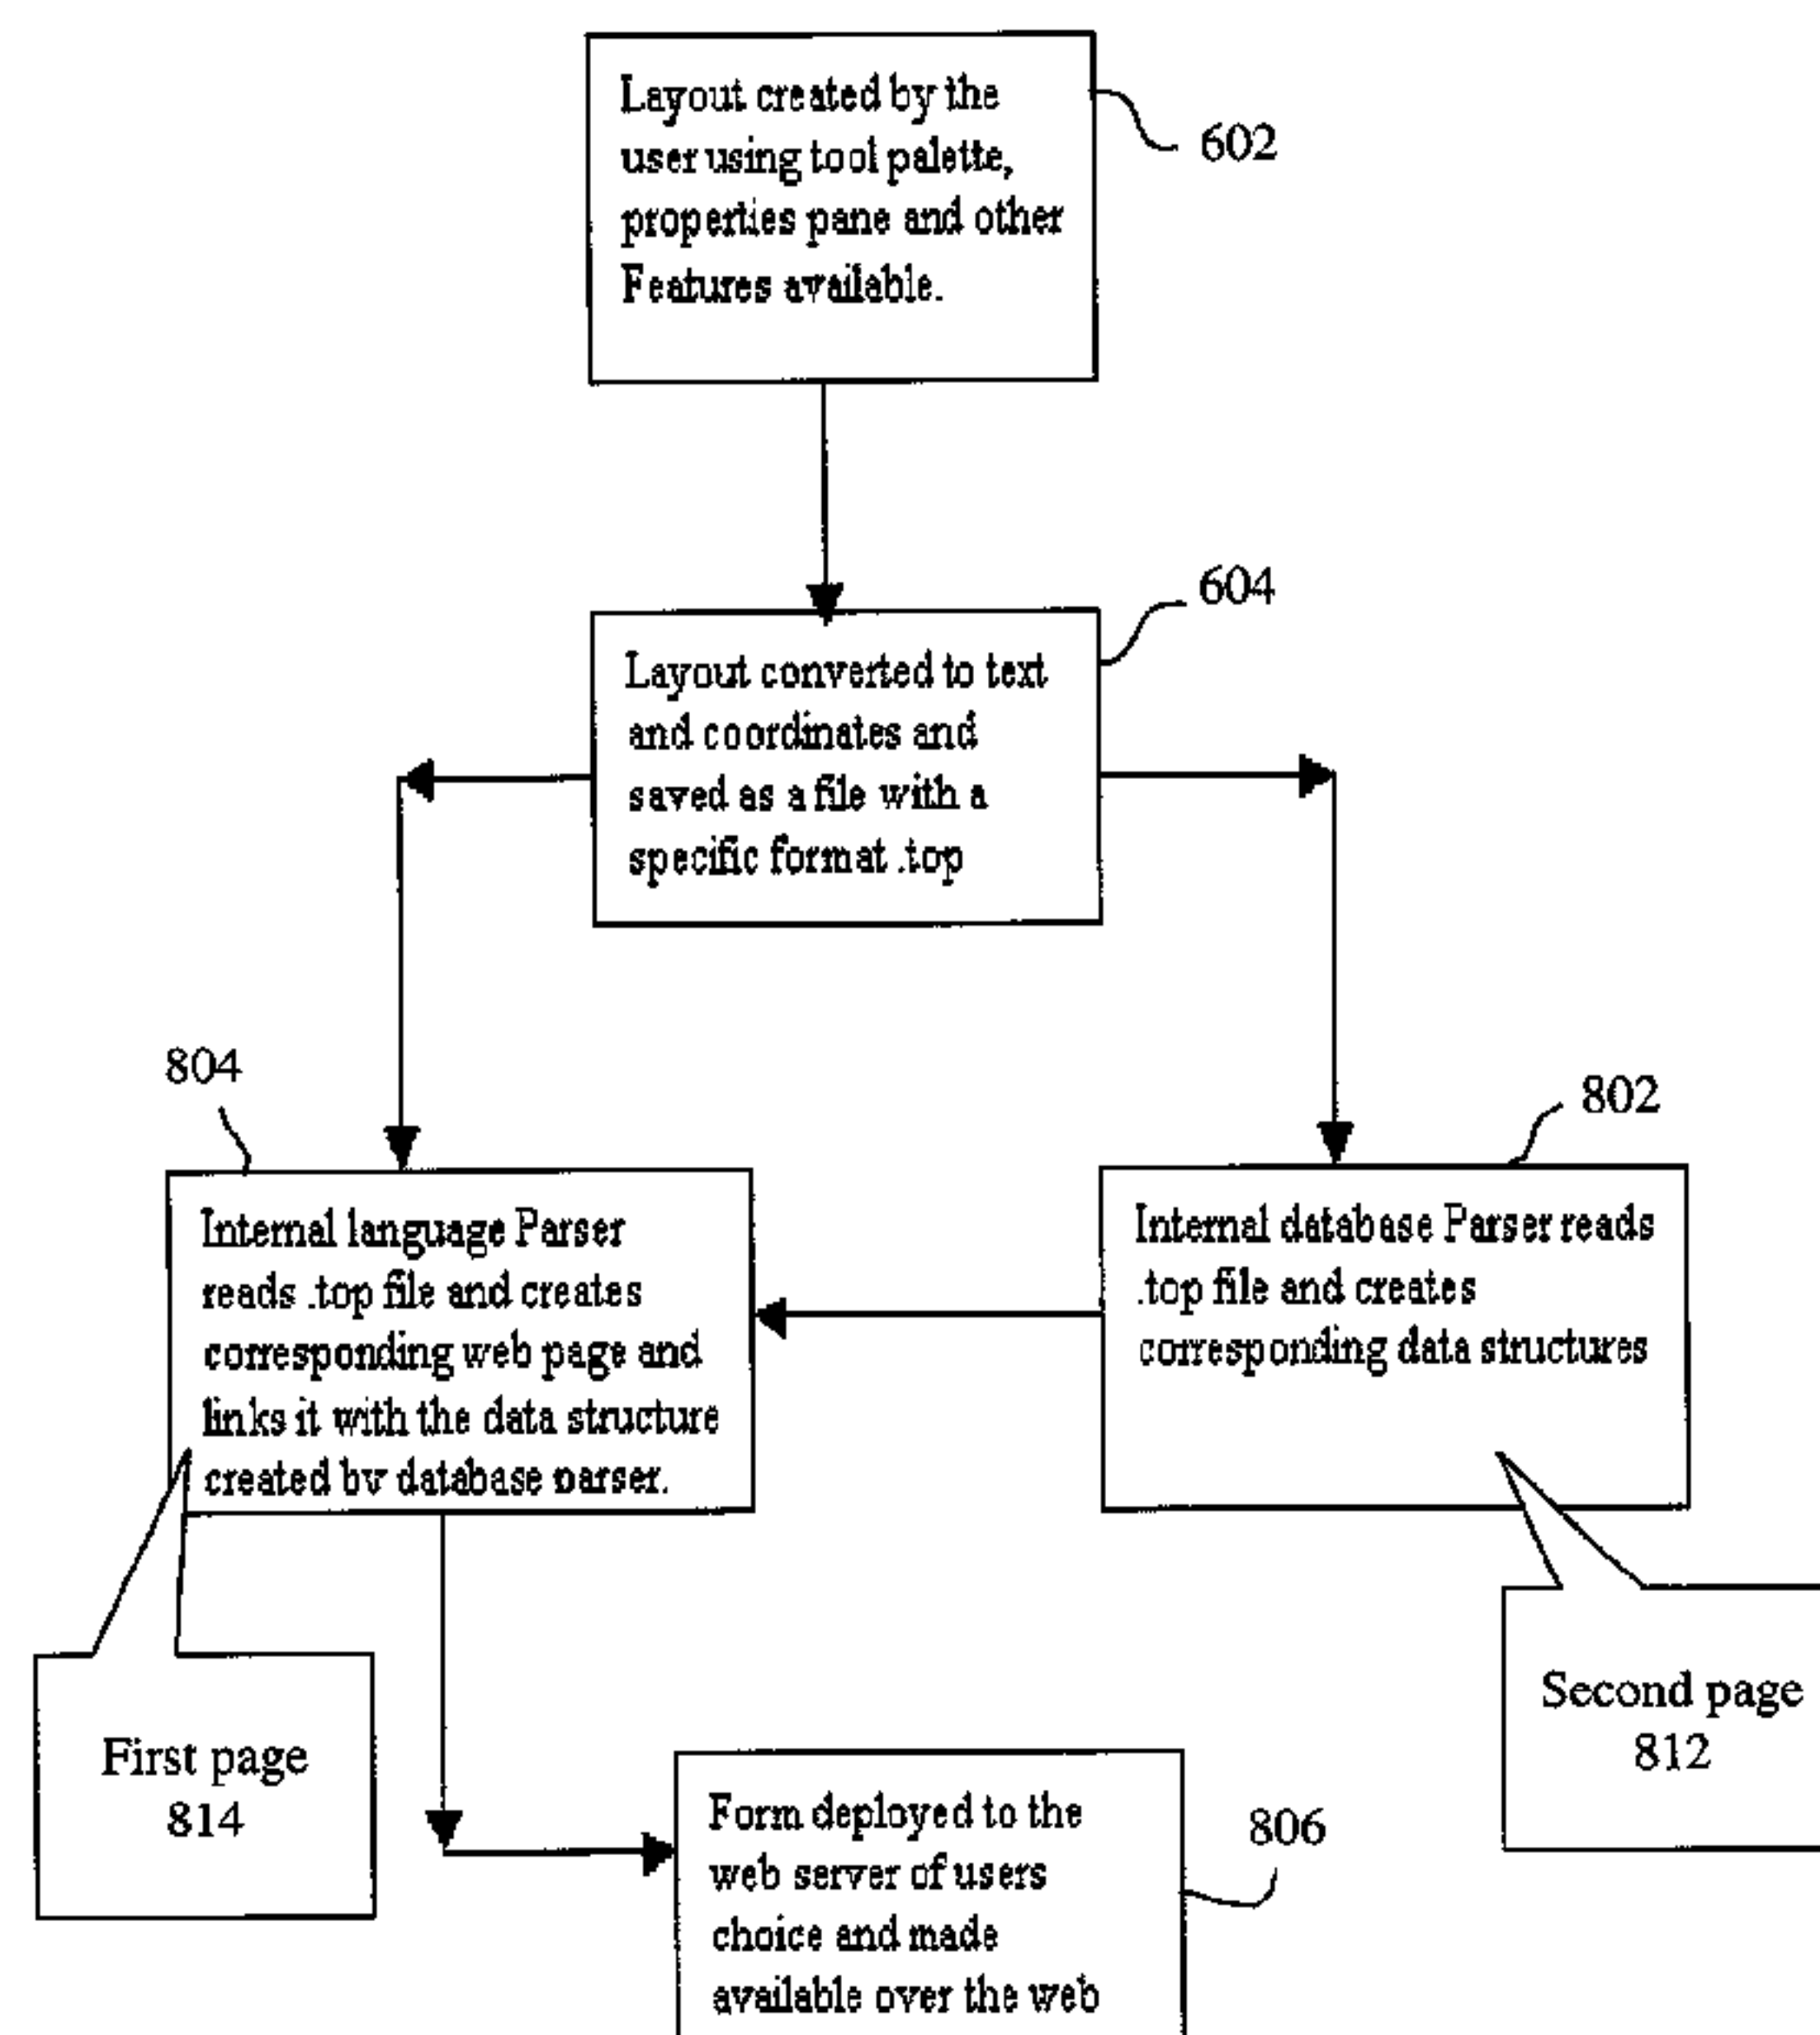 Layout created by the
user using tool palette,
properties pane and other
Features available.
602
604
Layout converted to text
and coordinates and
saved as a file with a
specific format .top
804
802
Internal language Parser
reads .top file and creates
corresponding web page and
links it with the data structure
created by database parser.
Internal database Parser reads
.top file and creates
corresponding data structures
First page
814
Second page
812
Form deployed to the
web server of users
choice and made
available over the web
806